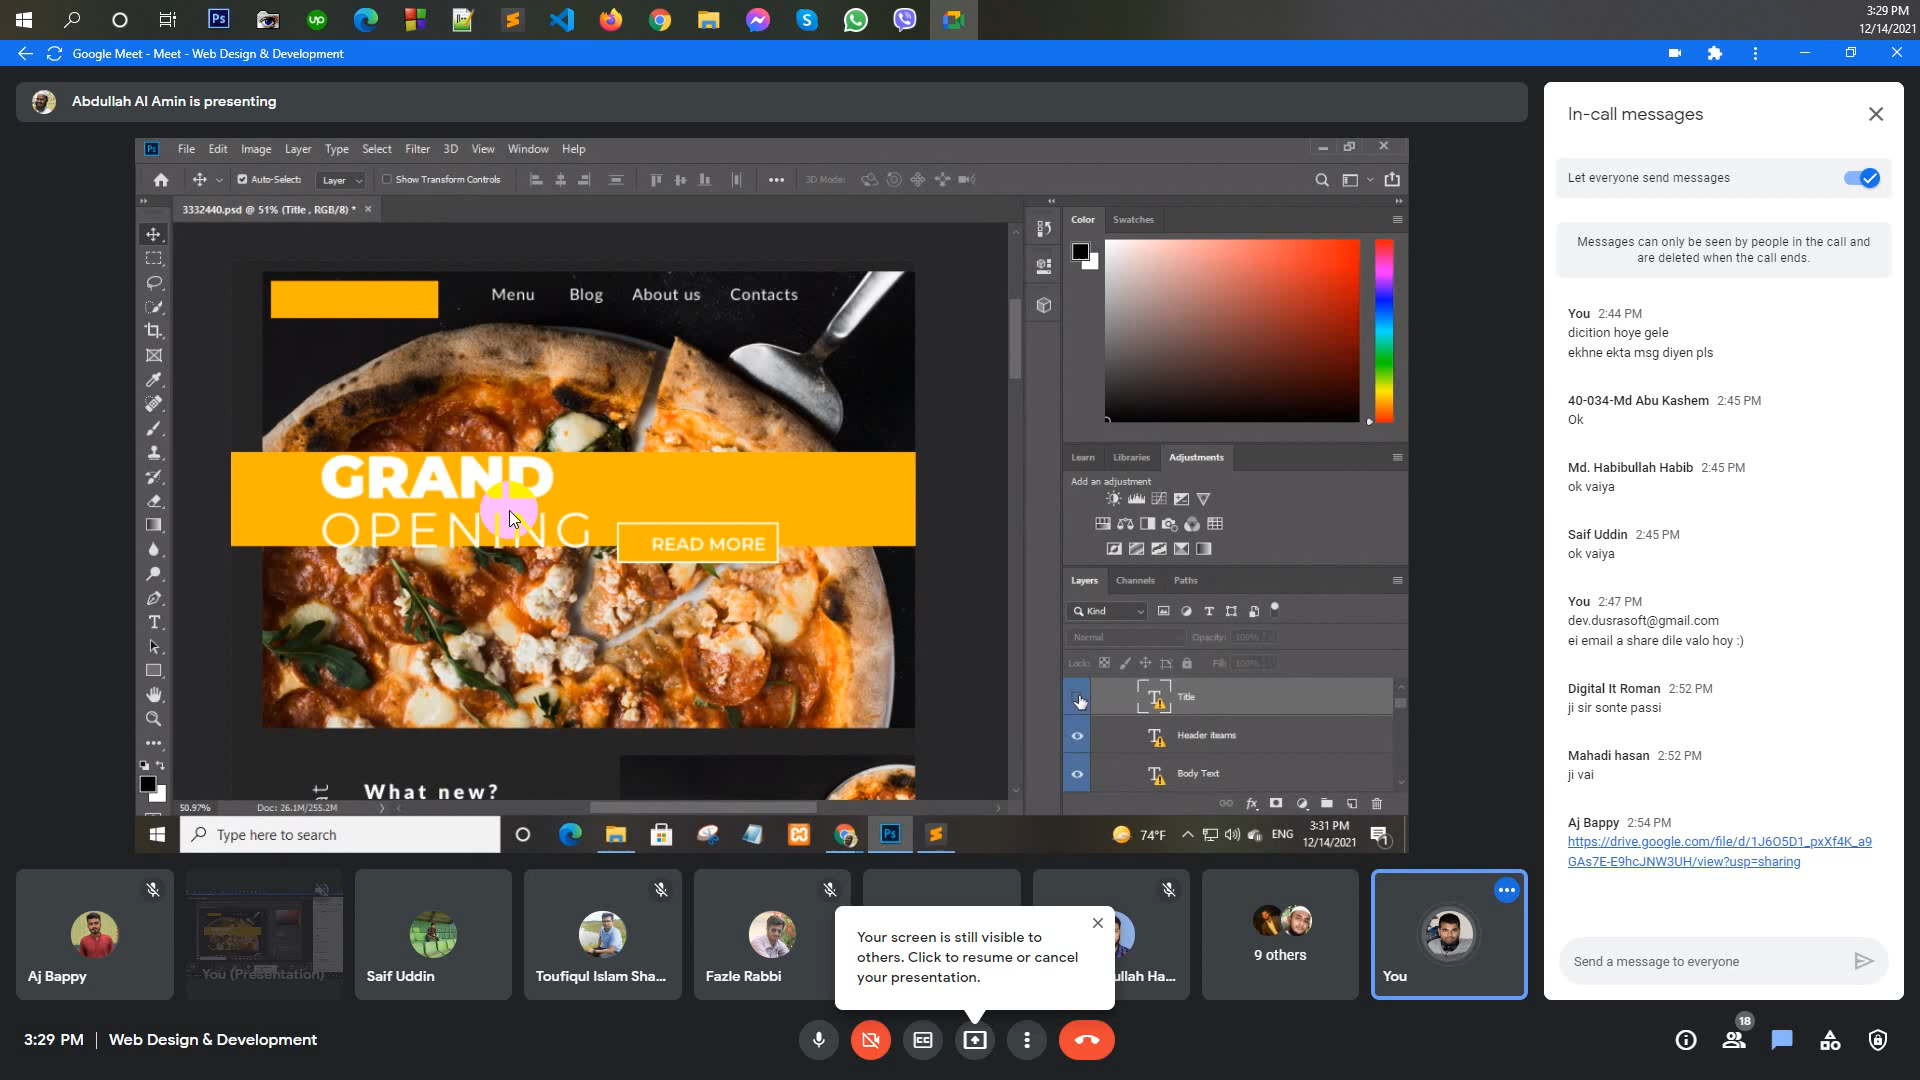 3:29 PM
12/14/2021
Google Meet - Meet - Web Design & Development
Abdullah Al Amin is presenting
File Edit Image Layer Type Select Filter 3D View Window Help
Auto-Select: Layer Show Transform Controls 3D Mode:
3332440.psd @ 51% (Title , RGB/8) *
Menu Blog About us Contacts
GRAND
OPENING
READ MORE
What new?
50.97% Doc: 26.1M/255.2M
Color Swatches
Learn Libraries Adjustments
Add an adjustment
Layers Channels Paths
Kind
Normal Opacity: 100%
Lock: Fill: 100%
Title
Header iteams
Body Text
Type here to search
74°F ENG
3:31 PM
12/14/2021
1
Aj Bappy
You (Presentation)
Saif Uddin
Toufiqul Islam Sha...
Fazle Rabbi
ullah Ha...
9 others
You
Your screen is still visible to
others. Click to resume or cancel
your presentation.
3:29 PM | Web Design & Development
18
In-call messages
Let everyone send messages
Messages can only be seen by people in the call and
are deleted when the call ends.
You 2:44 PM
dicition hoye gele
ekhne ekta msg diyen pls
40-034-Md Abu Kashem 2:45 PM
Ok
Md. Habibullah Habib 2:45 PM
ok vaiya
Saif Uddin 2:45 PM
ok vaiya
You 2:47 PM
dev.dusrasoft@gmail.com
ei email a share dile valo hoy :)
Digital It Roman 2:52 PM
ji sir sonte passi
Mahadi hasan 2:52 PM
ji vai
Aj Bappy 2:54 PM
https://drive.google.com/file/d/1J6O5D1_pxXf4K_a9
GAs7E-E9hcJNW3UH/view?usp=sharing
Send a message to everyone